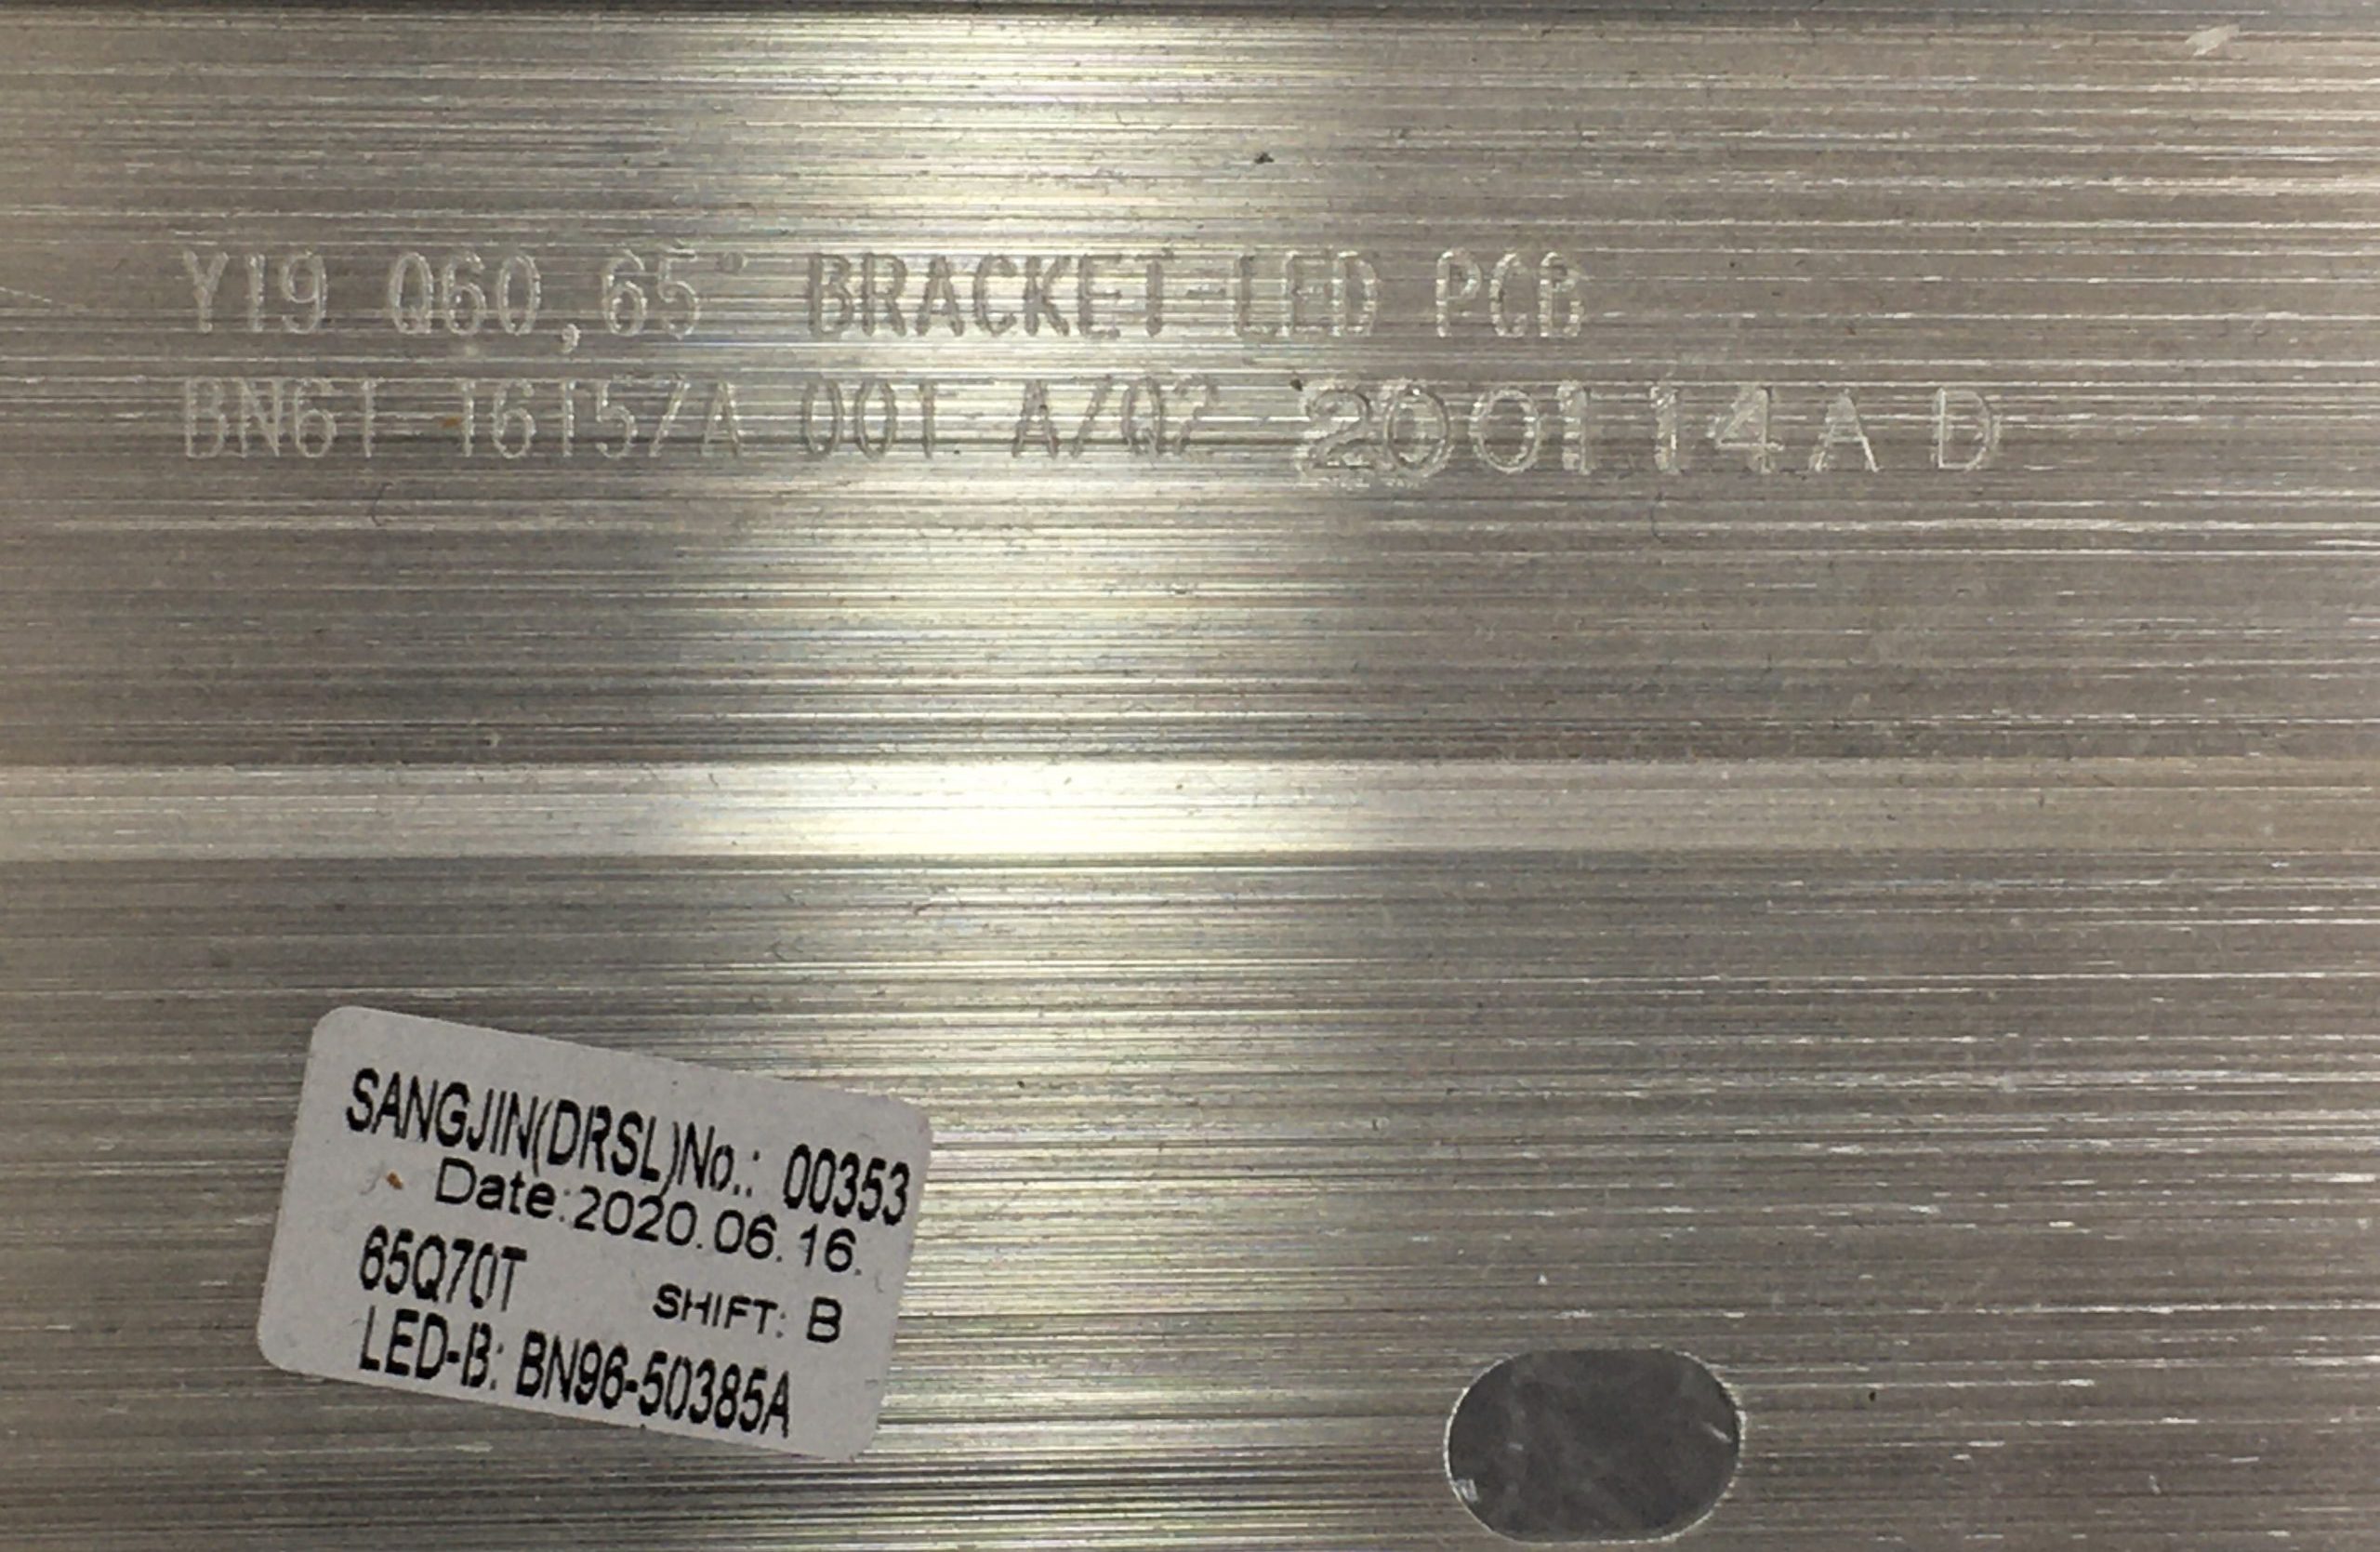 Y19 Q60,65" BRACKET-LED PCB
BN61-16157A 001 A/Q? 200114A D
SANGJIN(DRSL)No.: 00353
Date:2020.06.16.
65Q70T SHIFT: B
LED-B: BN96-50385A